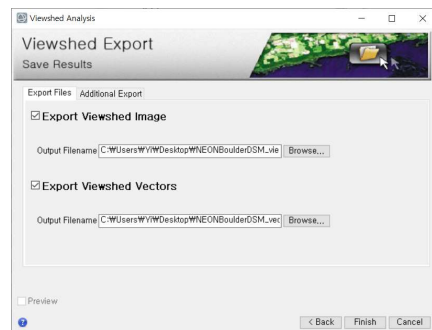 Viewshed Analysis
Viewshed Export
Save Results
Export Files Additional Export
Export Viewshed Image
Output Filename C:₩Users₩Yi₩Desktop₩NEONBoulderDSM_vie Browse...
Export Viewshed Vectors
Output Filename C:₩Users₩Yi₩Desktop₩NEONBoulderDSM_vec Browse...
Preview
? < Back Finish Cancel